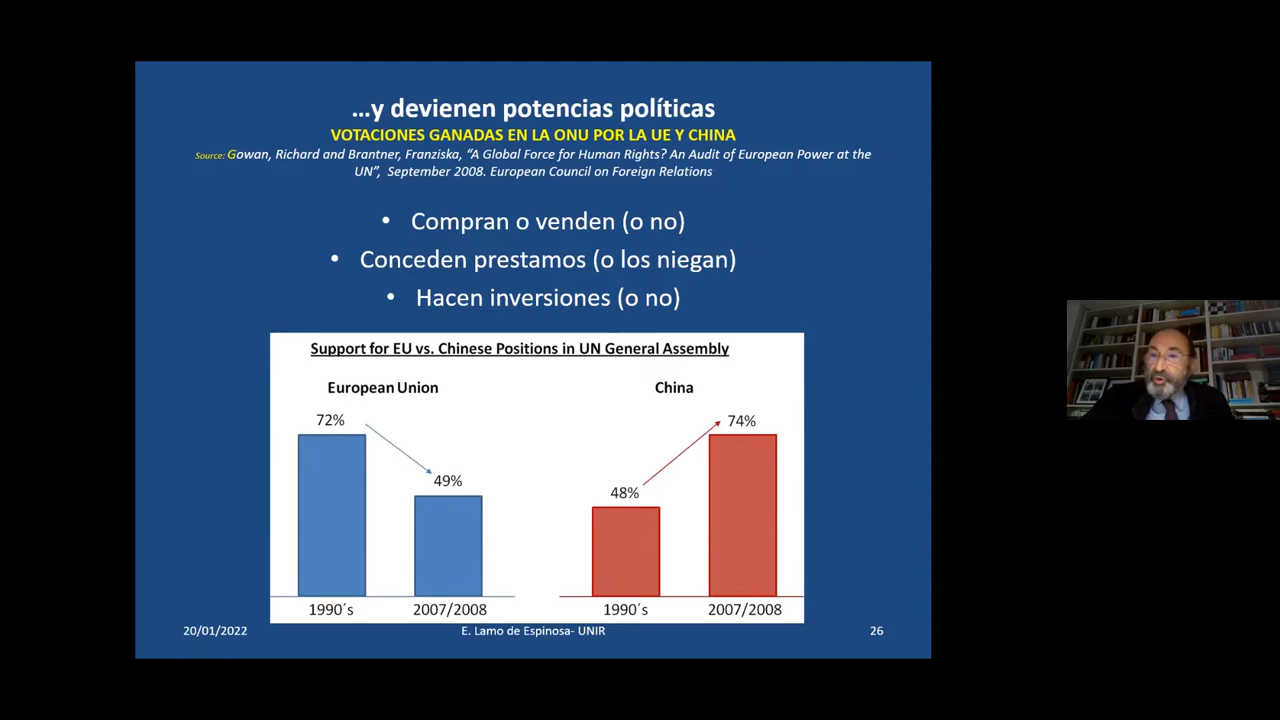 ...y devienen potencias políticas
VOTACIONES GANADAS EN LA ONU POR LA UE Y CHINA
Source: Gowan, Richard and Brantner, Franziska, “A Global Force for Human Rights? An Audit of European Power at the
UN”, September 2008. European Council on Foreign Relations
• Compran o venden (o no)
• Conceden prestamos (o los niegan)
• Hacen inversiones (o no)
Support for EU vs. Chinese Positions in UN General Assembly
European Union
China
72%
49%
48%
74%
1990´s
2007/2008
1990´s
2007/2008
20/01/2022
E. Lamo de Espinosa- UNIR
26